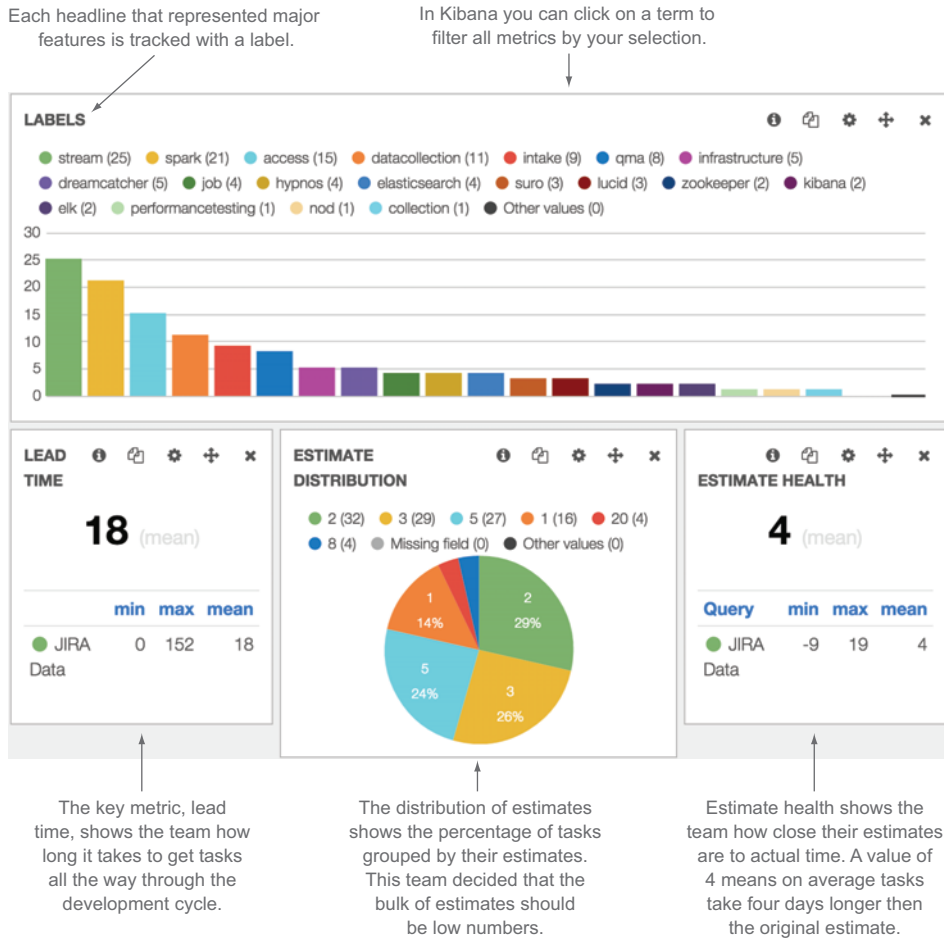 Each headline that represented major
features is tracked with a label.
In Kibana you can click on a term to
filter all metrics by your selection.
LABELS
stream (25) spark (21) access (15) datacollection (11) intake (9) qma (8) infrastructure (5)
dreamcatcher (5) job (4) hypnos (4) elasticsearch (4) suro (3) lucid (3) zookeeper (2) kibana (2)
elk (2) performancetesting (1) nod (1) collection (1) Other values (0)
30
25
20
15
10
5
0
LEAD
TIME
18 (mean)
min max mean
JIRA 0 152 18
Data
ESTIMATE
DISTRIBUTION
2 (32) 3 (29) 5 (27) 1 (16) 20 (4)
8 (4) Missing field (0) Other values (0)
1
14%
2
29%
5
24%
3
26%
ESTIMATE HEALTH
4 (mean)
Query min max mean
JIRA -9 19 4
Data
The key metric, lead
time, shows the team how
long it takes to get tasks
all the way through the
development cycle.
The distribution of estimates
shows the percentage of tasks
grouped by their estimates.
This team decided that the
bulk of estimates should
be low numbers.
Estimate health shows the
team how close their estimates
are to actual time. A value of
4 means on average tasks
take four days longer then
the original estimate.